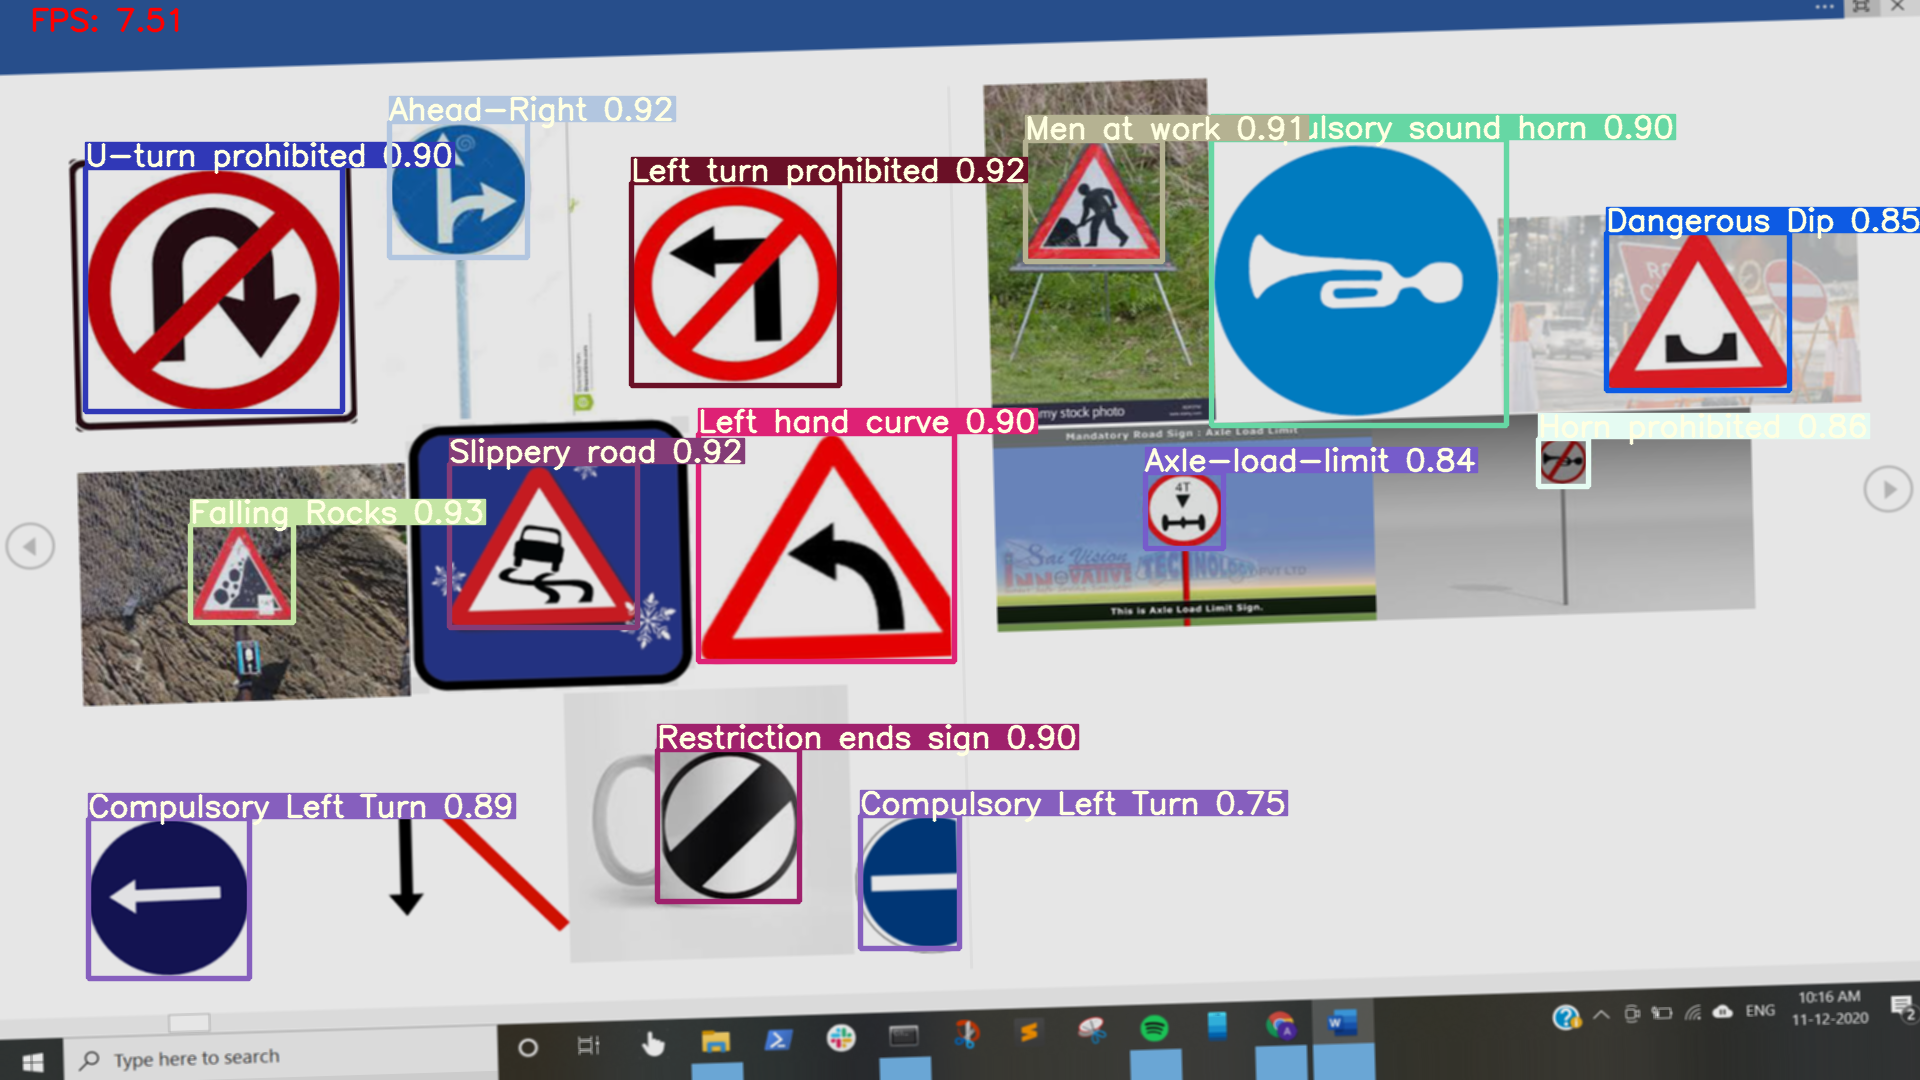 FPS: 7.51
Ahead-Right 0.92
U-turn prohibited 0.90
Left turn prohibited 0.92
Men at work 0.91
ulsory sound horn 0.90
Dangerous Dip 0.85
my stock photo
Left hand curve 0.90
Horn prohibited 0.86
Mandatory Road Sign : Axle Load Limit
Slippery road 0.92
Axle-load-limit 0.84
4T
Falling Rocks 0.93
Sai Vision
INNOVATIVE TECHNOLOGY PVT LTD
This is Axle Load Limit Sign.
Restriction ends sign 0.90
Compulsory Left Turn 0.89
Compulsory Left Turn 0.75
Type here to search
ENG
10:16 AM
11-12-2020
2